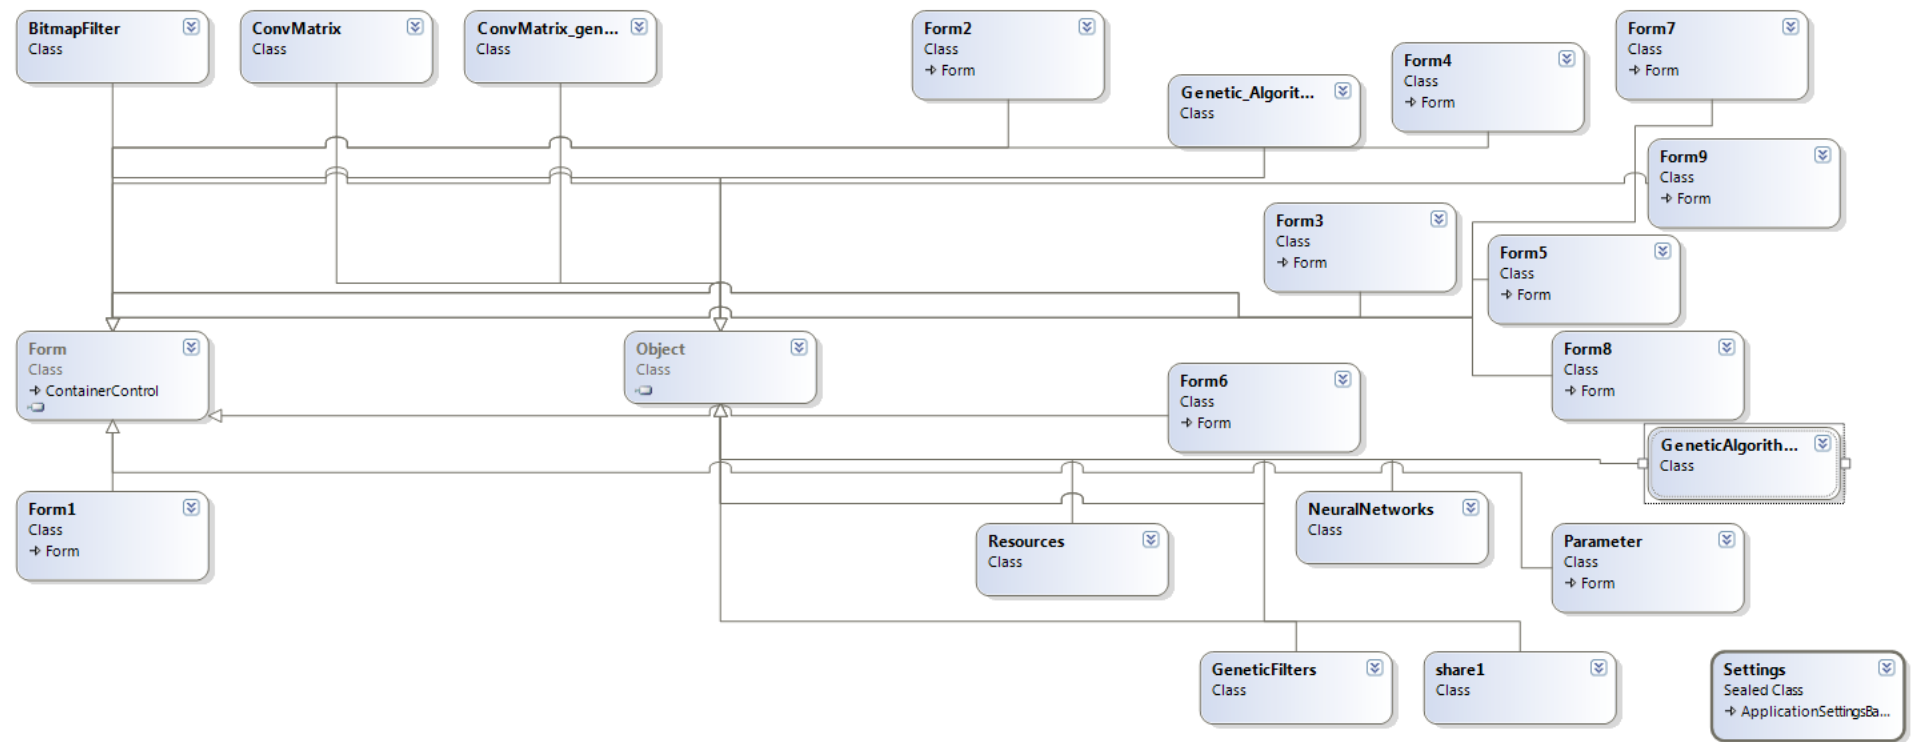 BitmapFilter
Class
ConvMatrix
Class
ConvMatrix_gen...
Class
Form2
Class
Form
Genetic_Algorit...
Class
Form4
Class
Form
Form7
Class
Form
Form9
Class
Form
Form3
Class
Form
Form5
Class
Form
Form
Class
ContainerControl
Object
Class
Form6
Class
Form
Form8
Class
Form
GeneticAlgorith...
Class
Form1
Class
Form
Resources
Class
NeuralNetworks
Class
Parameter
Class
Form
GeneticFilters
Class
share1
Class
Settings
Sealed Class
ApplicationSettingsBa...